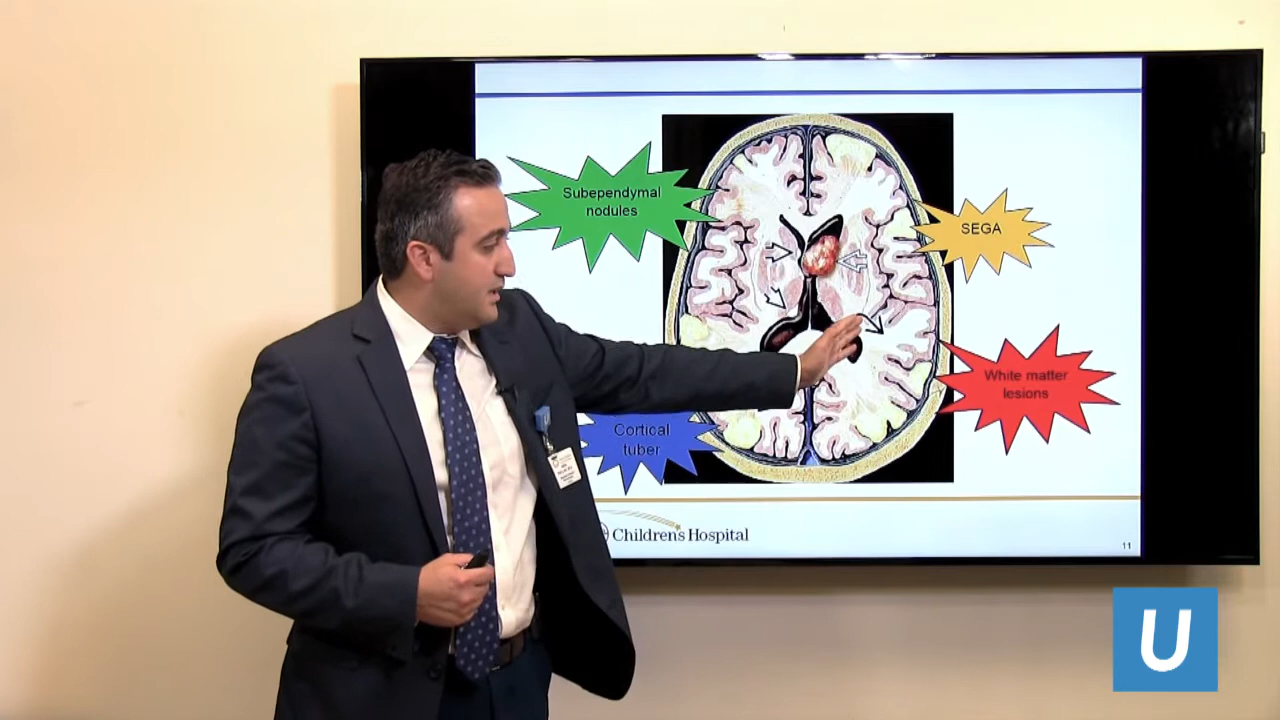 Subependymal
nodules
SEGA
White matter
lesions
Cortical
tuber
Children's Hospital
11
U